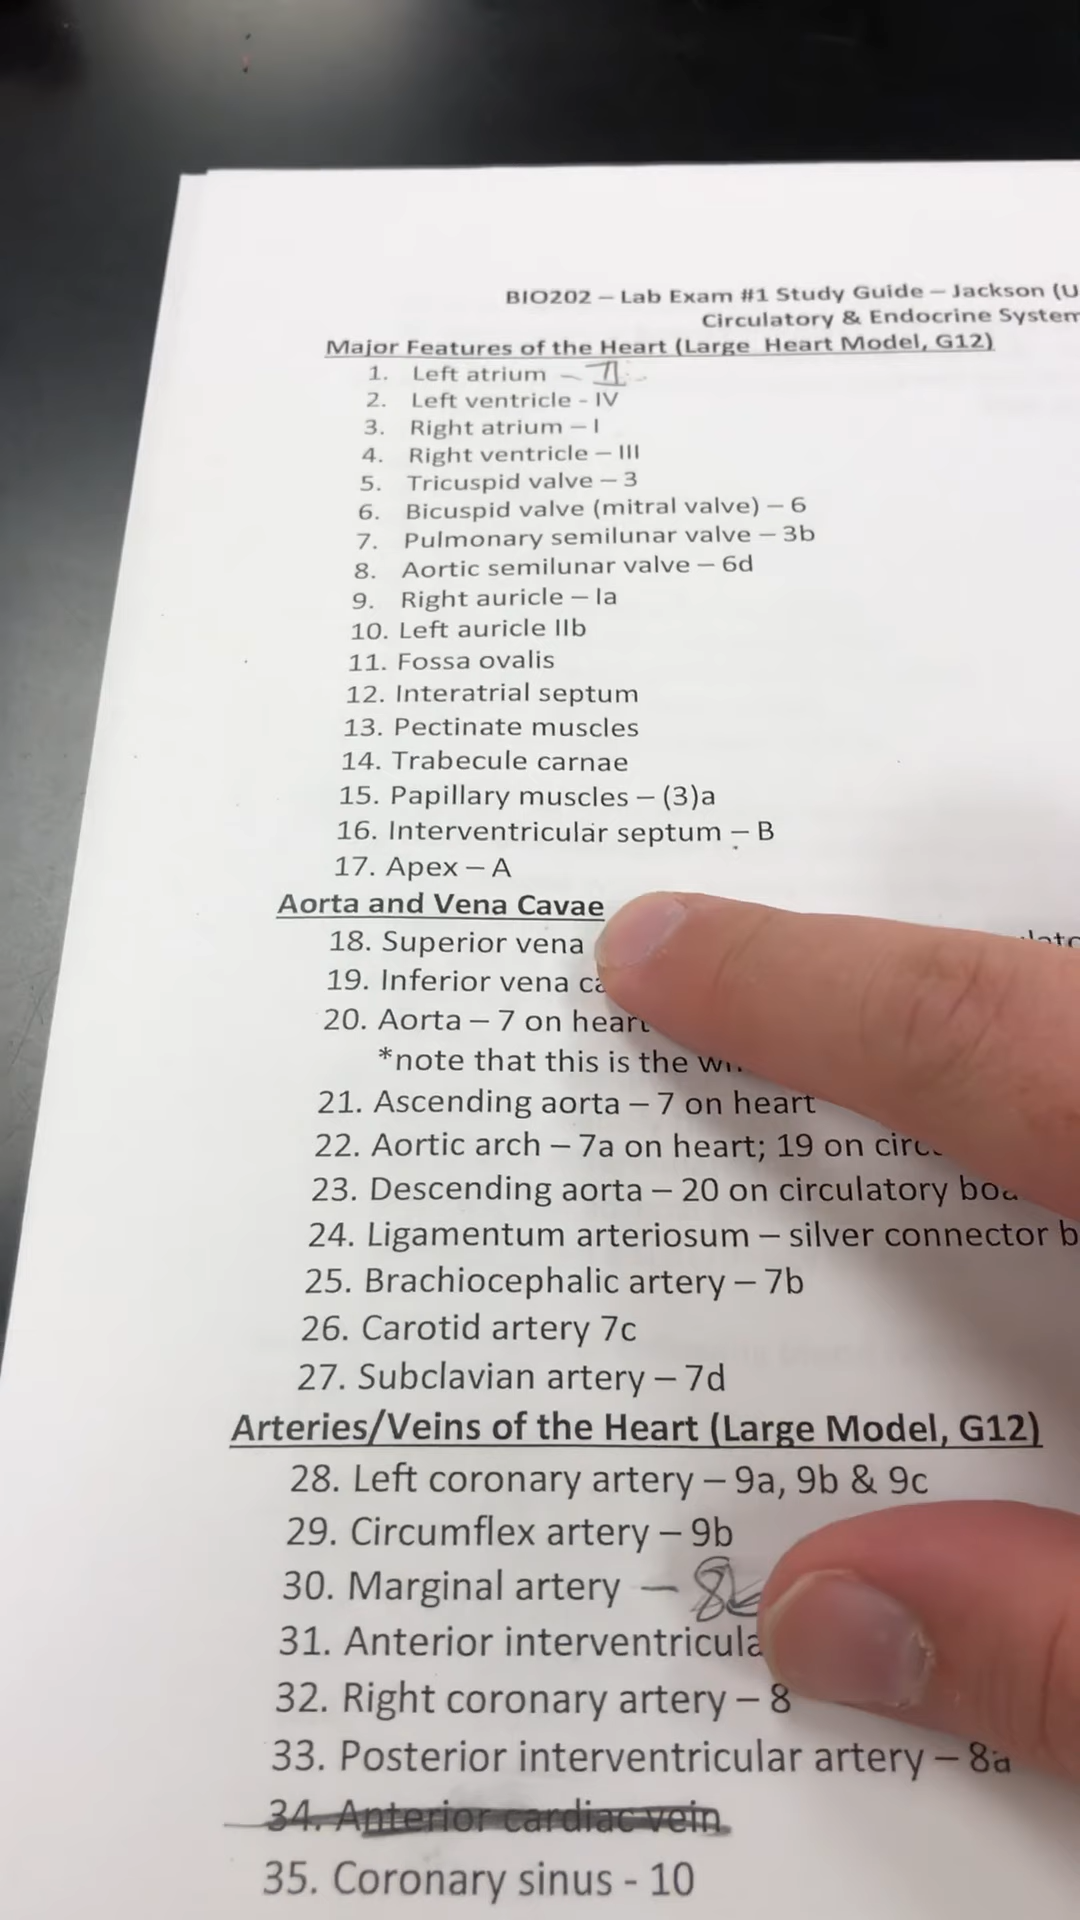 BIO202 – Lab Exam #1 Study Guide – Jackson (U
Circulatory & Endocrine System
Major Features of the Heart (Large Heart Model, G12)
1. Left atrium – II
2. Left ventricle - IV
3. Right atrium – I
4. Right ventricle – III
5. Tricuspid valve – 3
6. Bicuspid valve (mitral valve) – 6
7. Pulmonary semilunar valve – 3b
8. Aortic semilunar valve – 6d
9. Right auricle – Ia
10. Left auricle IIb
11. Fossa ovalis
12. Interatrial septum
13. Pectinate muscles
14. Trabecule carnae
15. Papillary muscles – (3)a
16. Interventricular septum – B
17. Apex – A
Aorta and Vena Cavae
18. Superior vena
19. Inferior vena ca
20. Aorta – 7 on heart
*note that this is the
21. Ascending aorta – 7 on heart
22. Aortic arch – 7a on heart; 19 on circ
23. Descending aorta – 20 on circulatory boa
24. Ligamentum arteriosum – silver connector b
25. Brachiocephalic artery – 7b
26. Carotid artery 7c
27. Subclavian artery – 7d
Arteries/Veins of the Heart (Large Model, G12)
28. Left coronary artery – 9a, 9b & 9c
29. Circumflex artery – 9b
30. Marginal artery –
31. Anterior interventricula
32. Right coronary artery – 8
33. Posterior interventricular artery – 8a
34. Anterior cardiac vein
35. Coronary sinus - 10